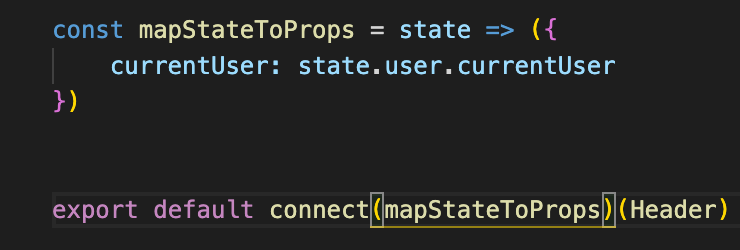 const mapStateToProps = state => ({
    currentUser: state.user.currentUser
})
export default connect(mapStateToProps)(Header)